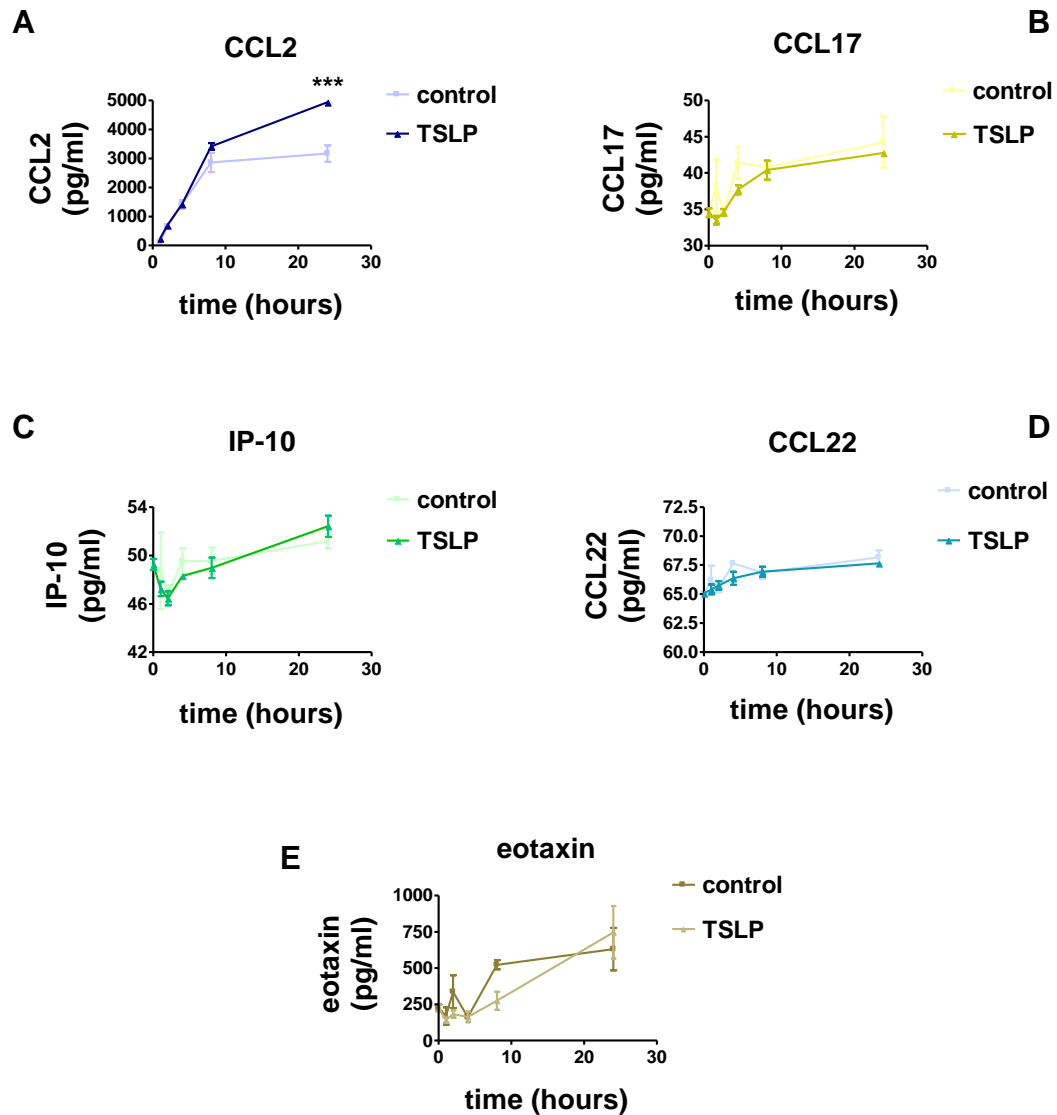 A
B
CCL2
CCL17
***
control
TSLP
control
TSLP
CCL2
(pg/ml)
5000
4000
3000
2000
1000
0
0 10 20 30
time (hours)
CCL17
(pg/ml)
50
45
40
35
30
0 10 20 30
time (hours)
C
D
IP-10
CCL22
control
TSLP
control
TSLP
IP-10
(pg/ml)
54
50
46
42
0 10 20 30
time (hours)
CCL22
(pg/ml)
72.5
70.0
67.5
65.0
62.5
60.0
0 10 20 30
time (hours)
E
eotaxin
control
TSLP
eotaxin
(pg/ml)
1000
750
500
250
0
0 10 20 30
time (hours)